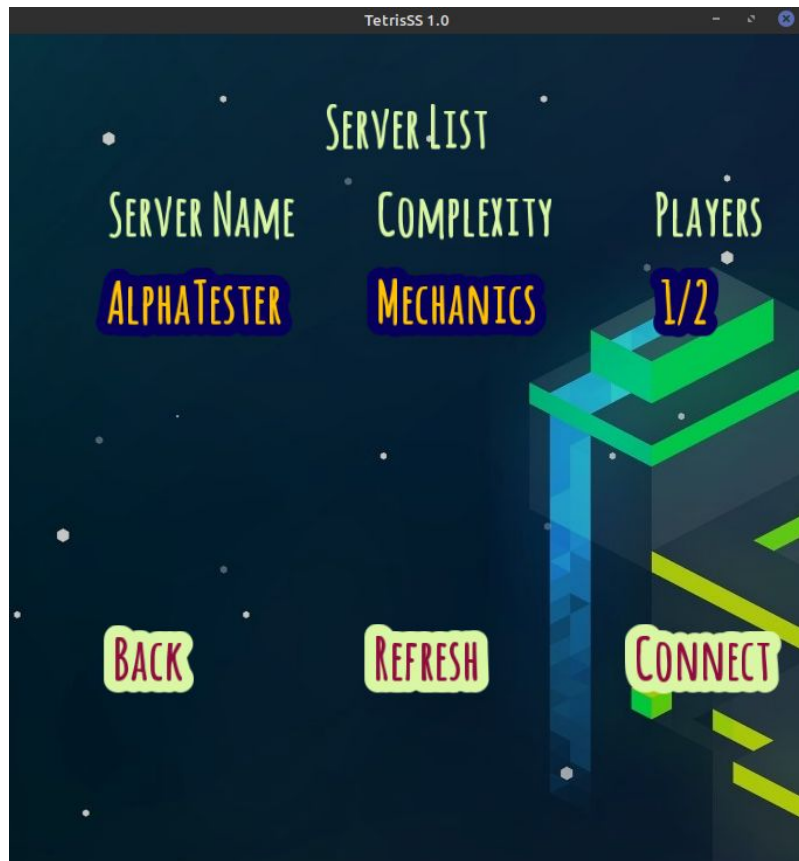 TetrisSS 1.0
Server List
Server Name Complexity Players
AlphaTester Mechanics 1/2
Back Refresh Connect